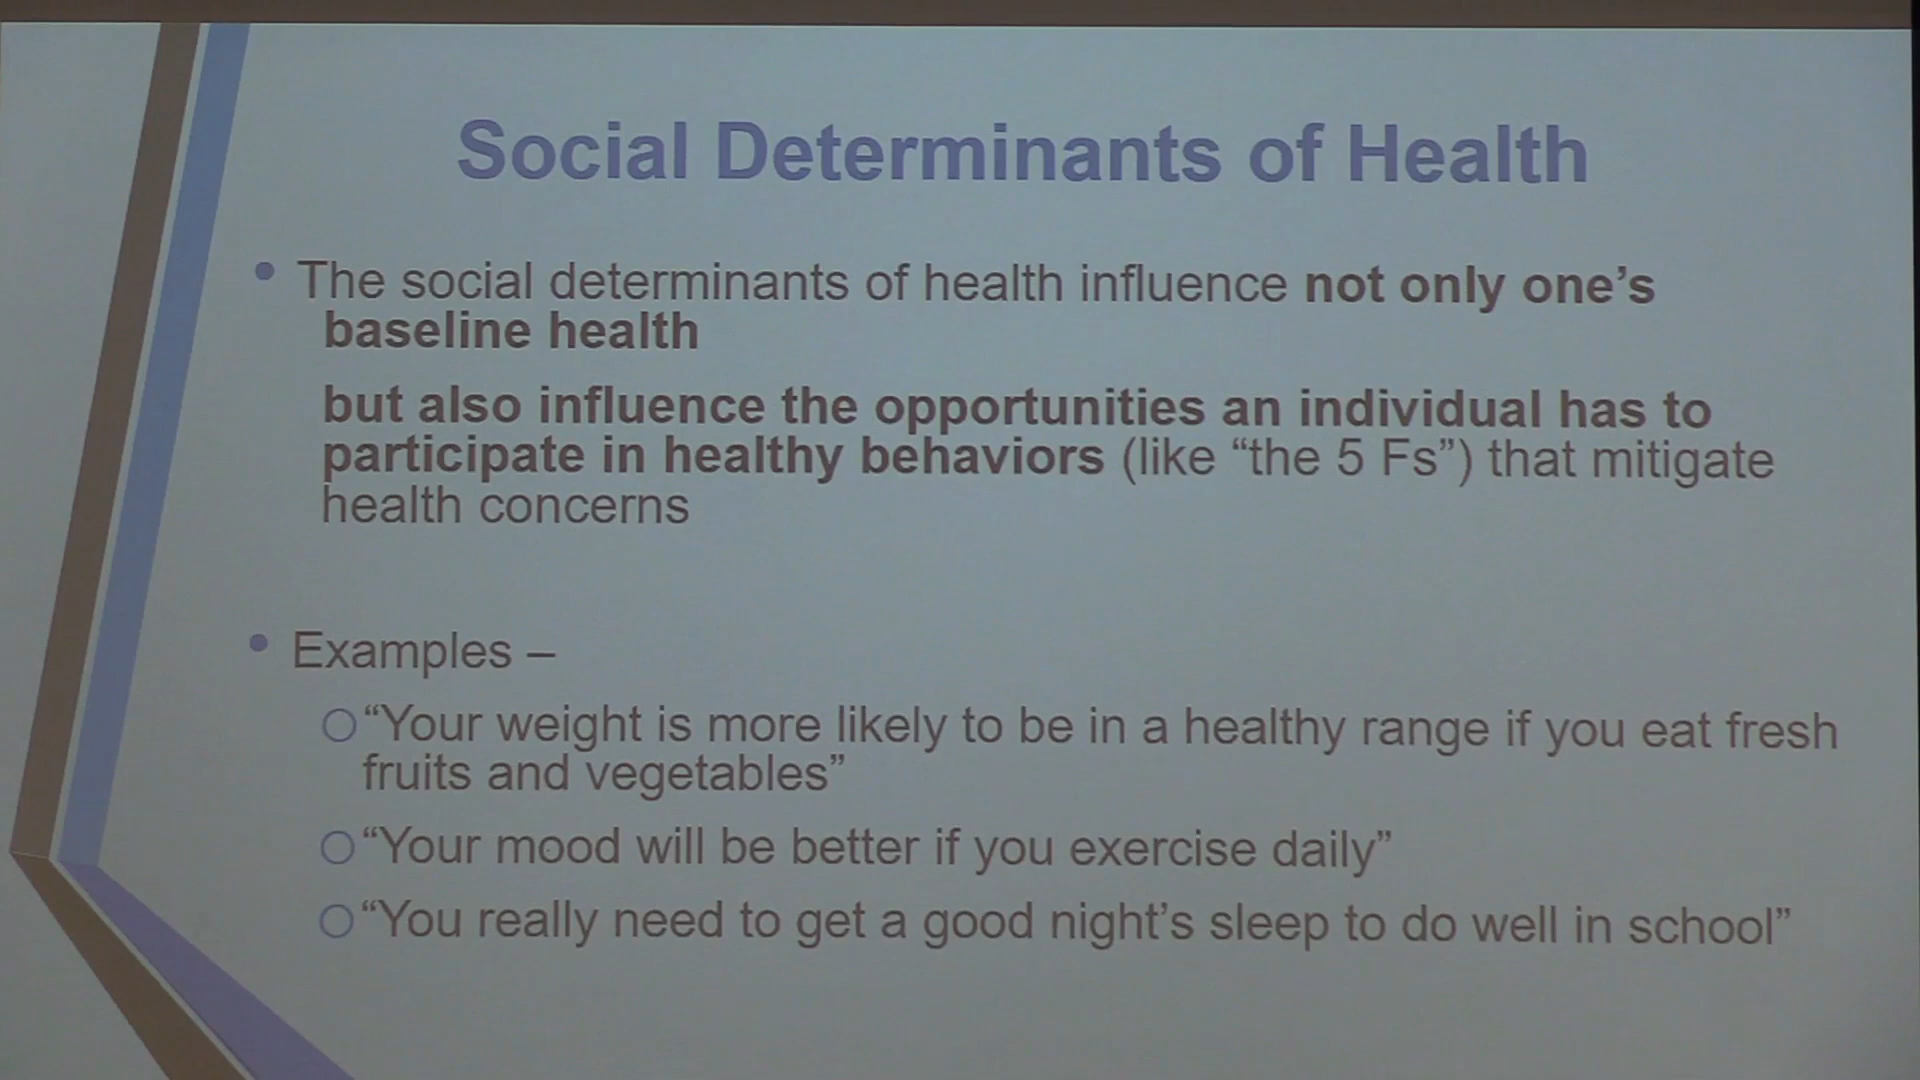 Social Determinants of Health
• The social determinants of health influence not only one’s
baseline health
but also influence the opportunities an individual has to
participate in healthy behaviors (like “the 5 Fs”) that mitigate
health concerns
• Examples –
○“Your weight is more likely to be in a healthy range if you eat fresh
fruits and vegetables”
○“Your mood will be better if you exercise daily”
○“You really need to get a good night’s sleep to do well in school”